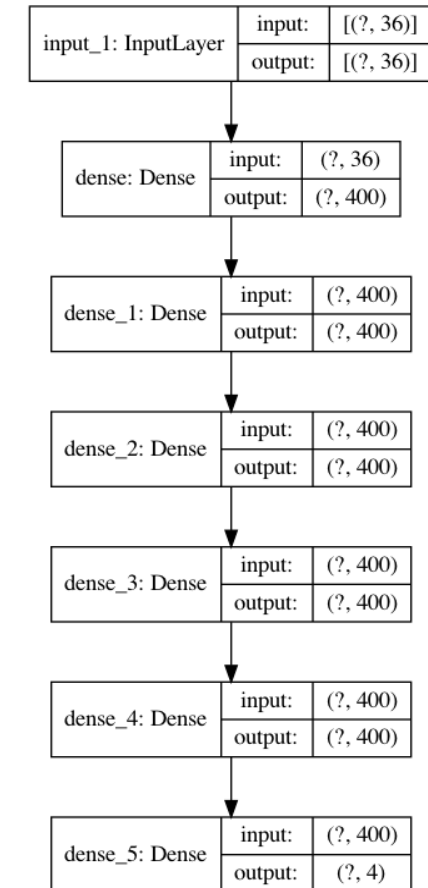 input_1: InputLayer
input: [(?, 36)]
output: [(?, 36)]
dense: Dense
input: (?, 36)
output: (?, 400)
dense_1: Dense
input: (?, 400)
output: (?, 400)
dense_2: Dense
input: (?, 400)
output: (?, 400)
dense_3: Dense
input: (?, 400)
output: (?, 400)
dense_4: Dense
input: (?, 400)
output: (?, 400)
dense_5: Dense
input: (?, 400)
output: (?, 4)